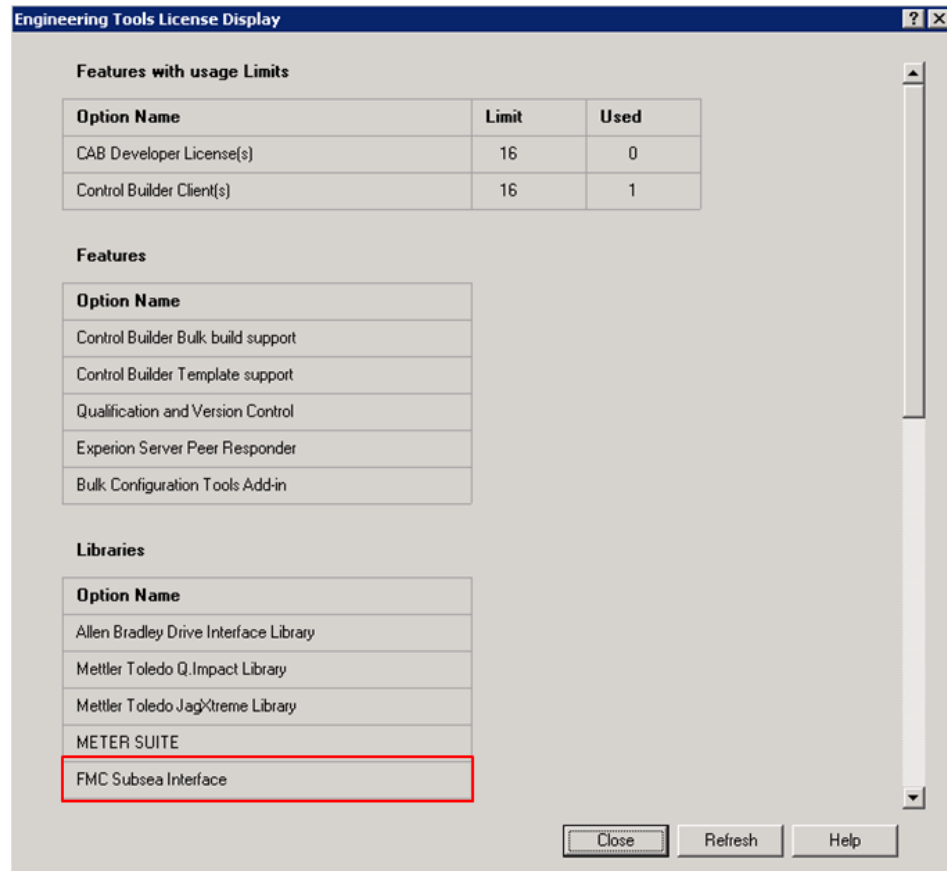 Engineering Tools License Display
Features with usage Limits
Option Name Limit Used
CAB Developer License(s) 16 0
Control Builder Client(s) 16 1
Features
Option Name
Control Builder Bulk build support
Control Builder Template support
Qualification and Version Control
Experion Server Peer Responder
Bulk Configuration Tools Add-in
Libraries
Option Name
Allen Bradley Drive Interface Library
Mettler Toledo Q.Impact Library
Mettler Toledo JagXtreme Library
METER SUITE
FMC Subsea Interface
Close Refresh Help